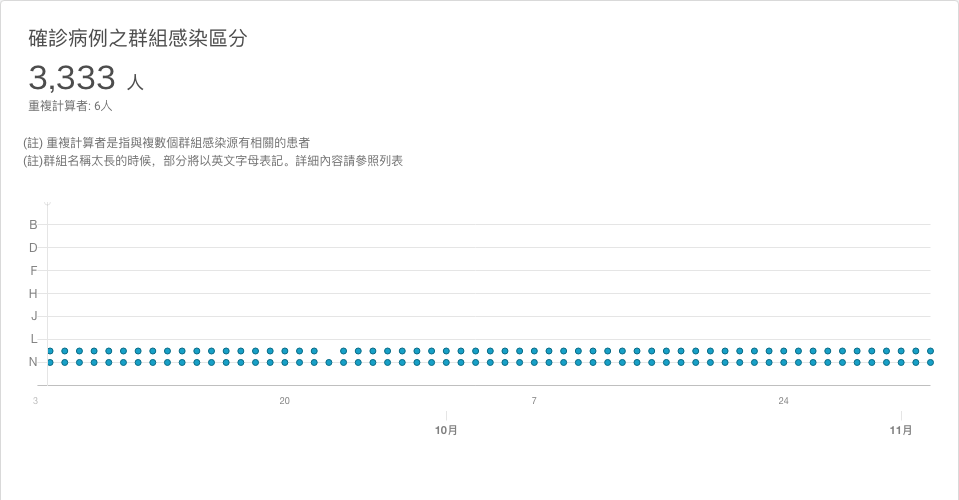 確診病例之群組感染區分
3,333 人
重複計算者: 6人
(註) 重複計算者是指與複數個群組感染源有相關的患者
(註)群組名稱太長的時候，部分將以英文字母表記。詳細內容請參照列表
B
D
F
H
J
L
N
3 20 7 24
10月 11月